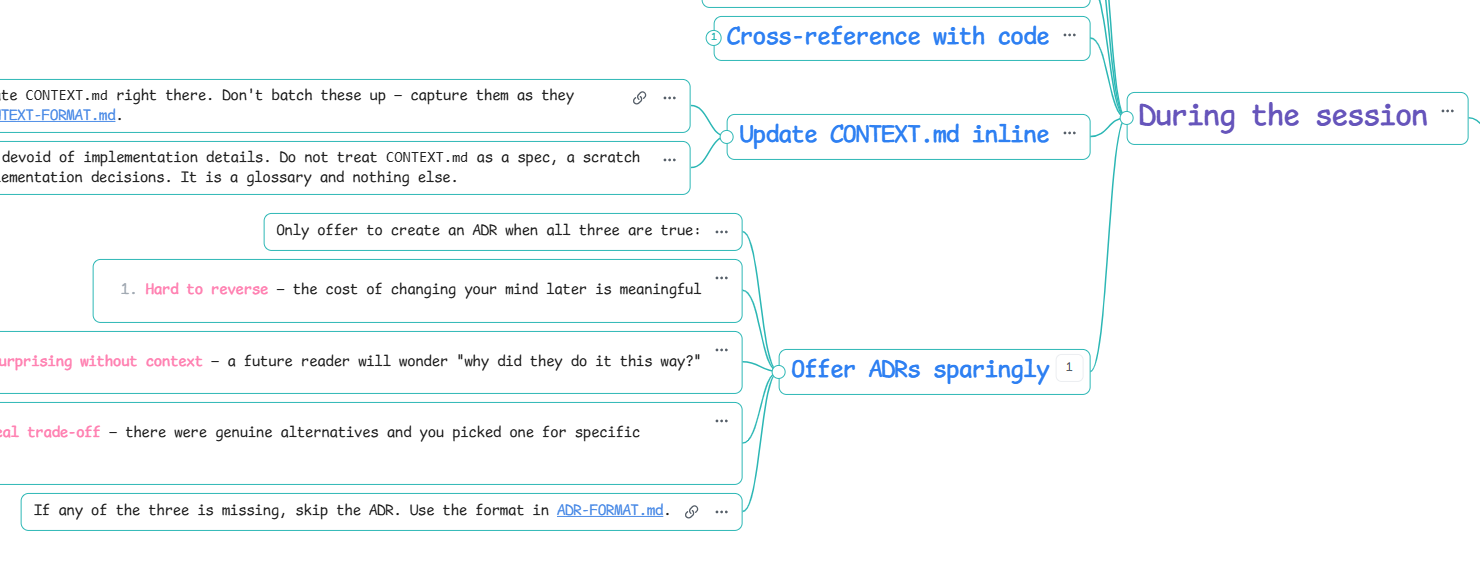 Cross-reference with code
1
During the session
CONTEXT.md right there. Don't batch these up — capture them as they
TEXT-FORMAT.md.
Update CONTEXT.md inline
devoid of implementation details. Do not treat CONTEXT.md as a spec, a scratch
decisions. It is a glossary and nothing else.
Only offer to create an ADR when all three are true:
1. Hard to reverse — the cost of changing your mind later is meaningful
without context — a future reader will wonder "why did they do it this way?"
Offer ADRs sparingly 1
trade-off — there were genuine alternatives and you picked one for specific
If any of the three is missing, skip the ADR. Use the format in ADR-FORMAT.md.